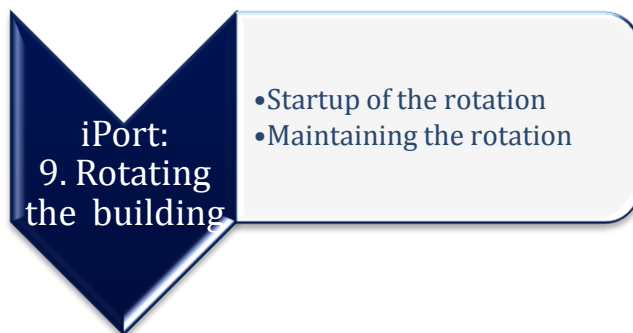 iPort:
9. Rotating
the building
•Startup of the rotation
•Maintaining the rotation